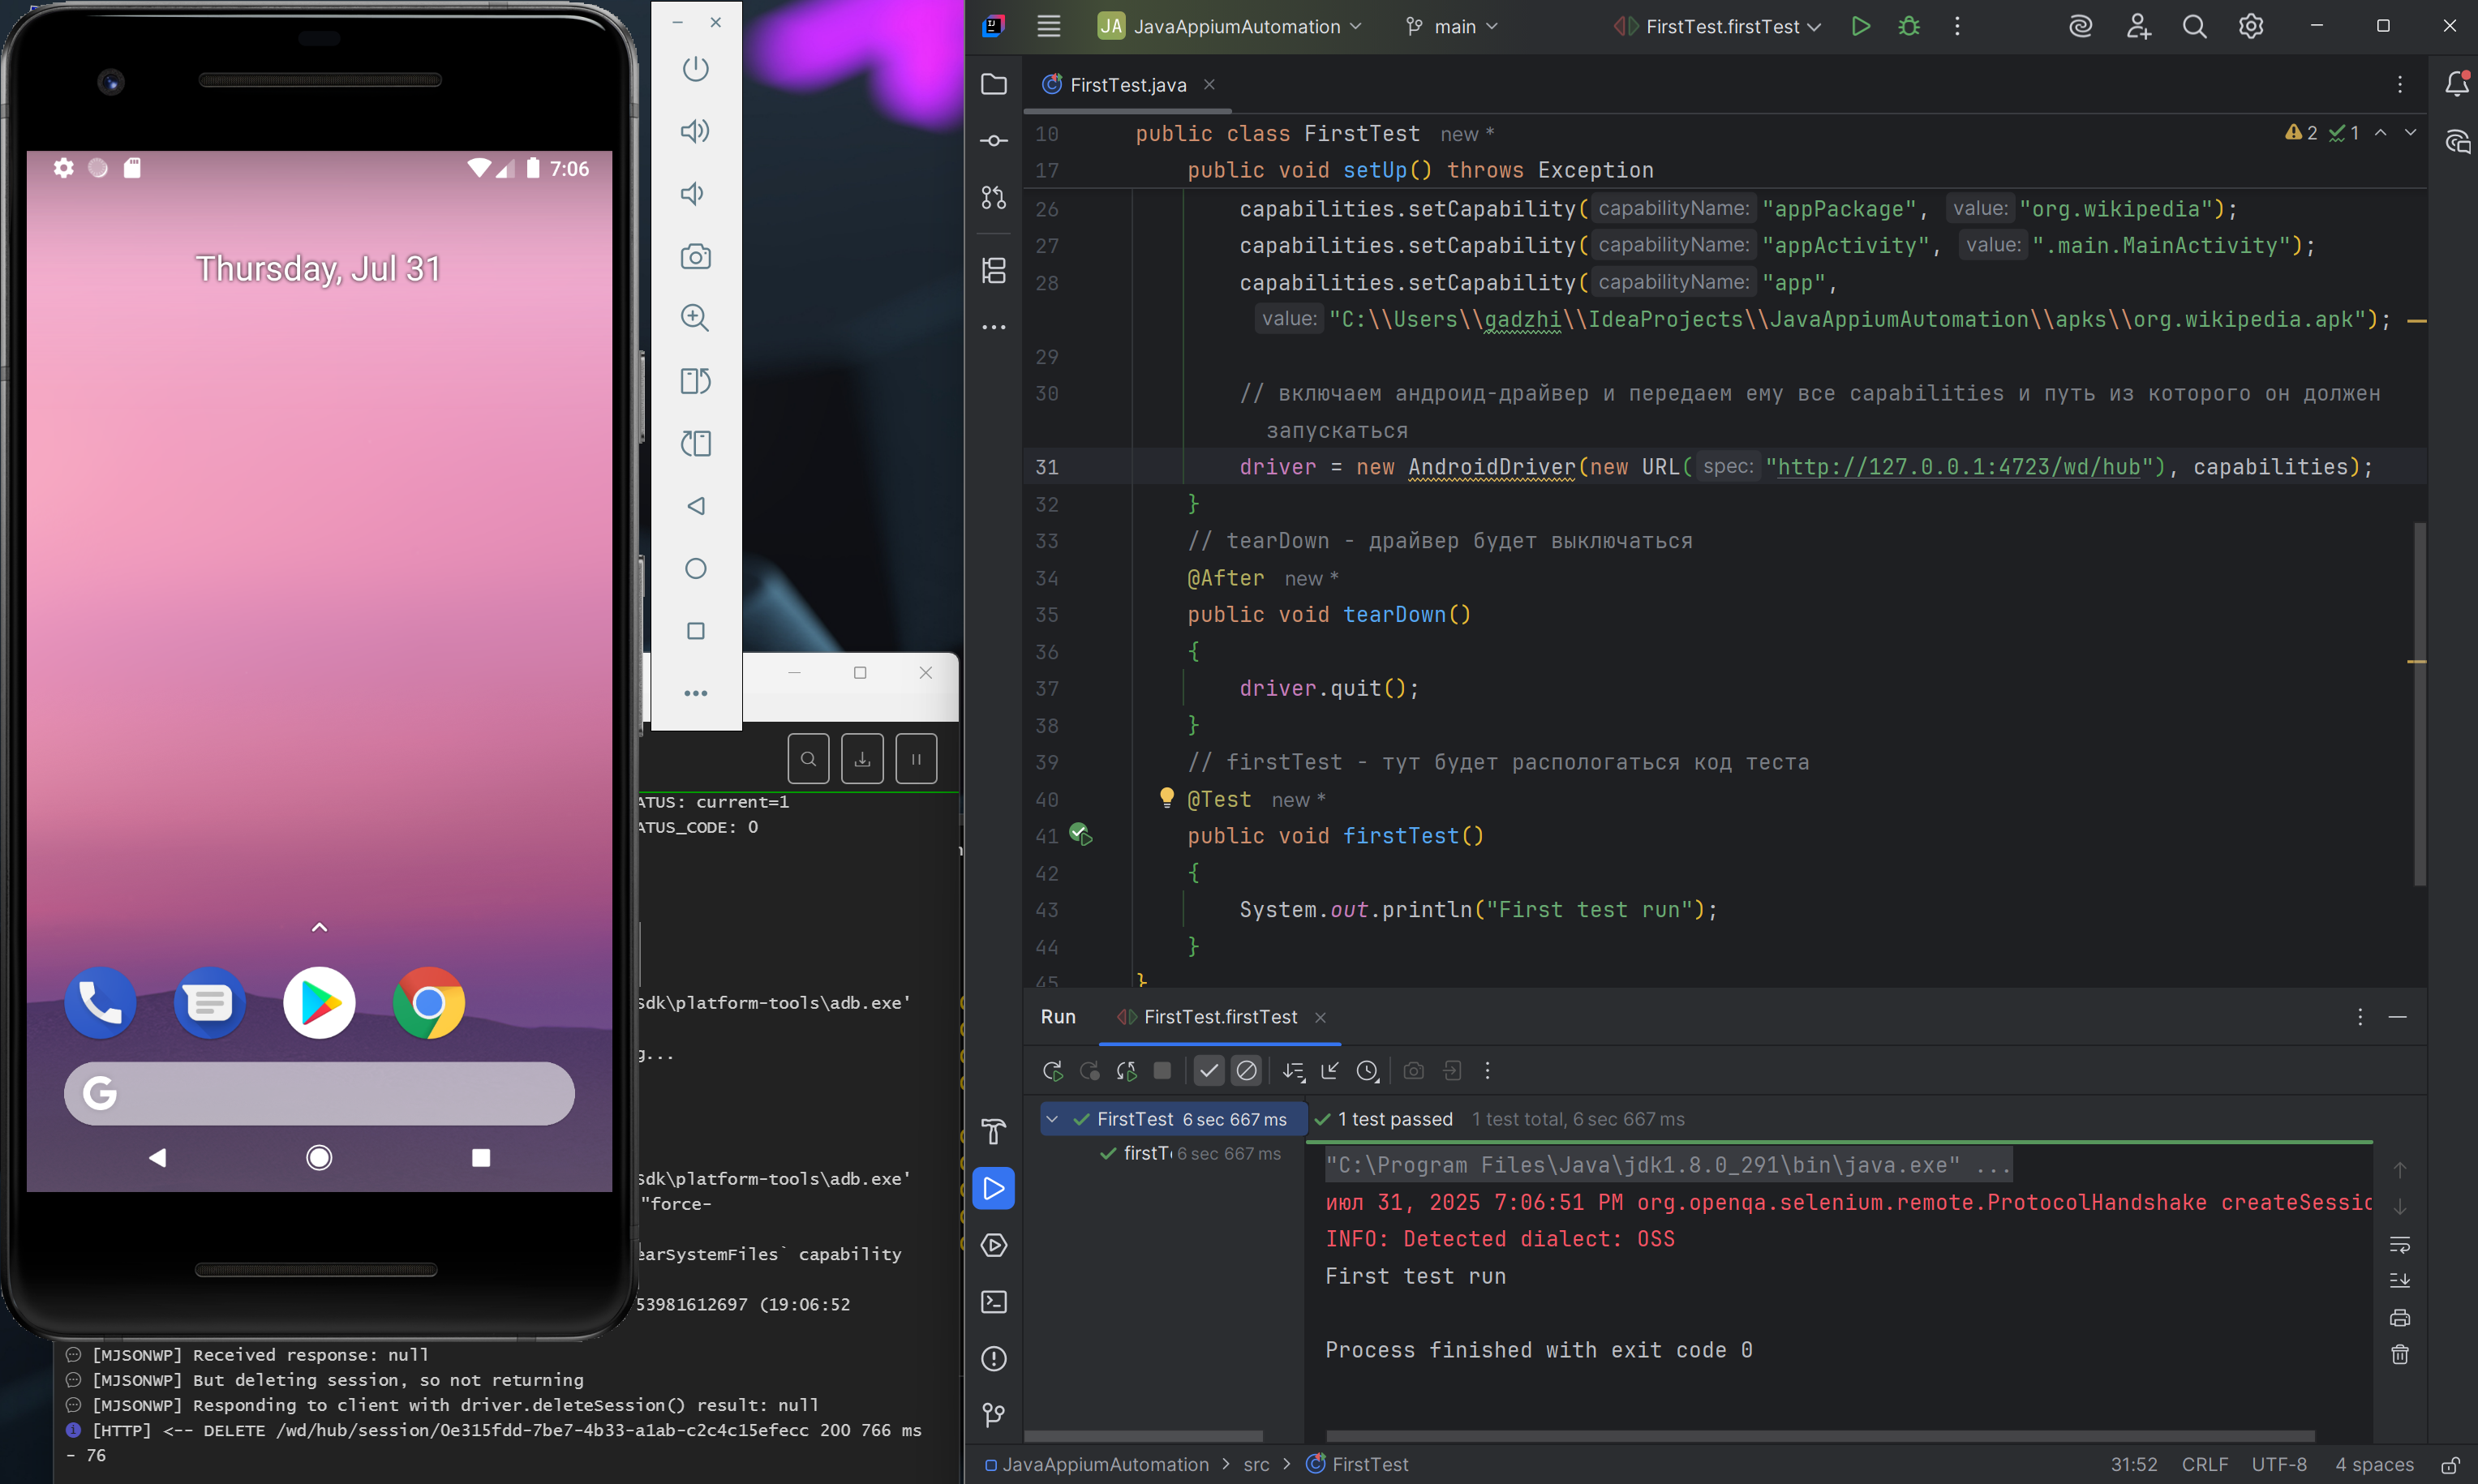 7:06
Thursday, Jul 31
ATUS: current=1
ATUS_CODE: 0
sdk\platform-tools\adb.exe'
g...
sdk\platform-tools\adb.exe'
"force-
earSystemFiles` capability
53981612697 (19:06:52
[MJSONWP] Received response: null
[MJSONWP] But deleting session, so not returning
[MJSONWP] Responding to client with driver.deleteSession() result: null
[HTTP] <-- DELETE /wd/hub/session/0e315fdd-7be7-4b33-a1ab-c2c4c15efecc 200 766 ms
- 76
JA JavaAppiumAutomation main FirstTest.firstTest
FirstTest.java
10 public class FirstTest new * 2 1
17 public void setUp() throws Exception
26 capabilities.setCapability( capabilityName: "appPackage", value: "org.wikipedia");
27 capabilities.setCapability( capabilityName: "appActivity", value: ".main.MainActivity");
28 capabilities.setCapability( capabilityName: "app",
value: "C:\\Users\\gadzhi\\IdeaProjects\\JavaAppiumAutomation\\apks\\org.wikipedia.apk");
29
30 // включаем андроид-драйвер и передаем ему все capabilities и путь из которого он должен
запускаться
31 driver = new AndroidDriver(new URL( spec: "http://127.0.0.1:4723/wd/hub"), capabilities);
32 }
33 // tearDown - драйвер будет выключаться
34 @After new *
35 public void tearDown()
36 {
37 driver.quit();
38 }
39 // firstTest - тут будет распологаться код теста
40 @Test new *
41 public void firstTest()
42 {
43 System.out.println("First test run");
44 }
45 }
Run FirstTest.firstTest
FirstTest 6 sec 667 ms
firstT 6 sec 667 ms
1 test passed 1 test total, 6 sec 667 ms
"C:\Program Files\Java\jdk1.8.0_291\bin\java.exe" ...
июл 31, 2025 7:06:51 PM org.openqa.selenium.remote.ProtocolHandshake createSessio
INFO: Detected dialect: OSS
First test run
Process finished with exit code 0
JavaAppiumAutomation > src > FirstTest
31:52 CRLF UTF-8 4 spaces